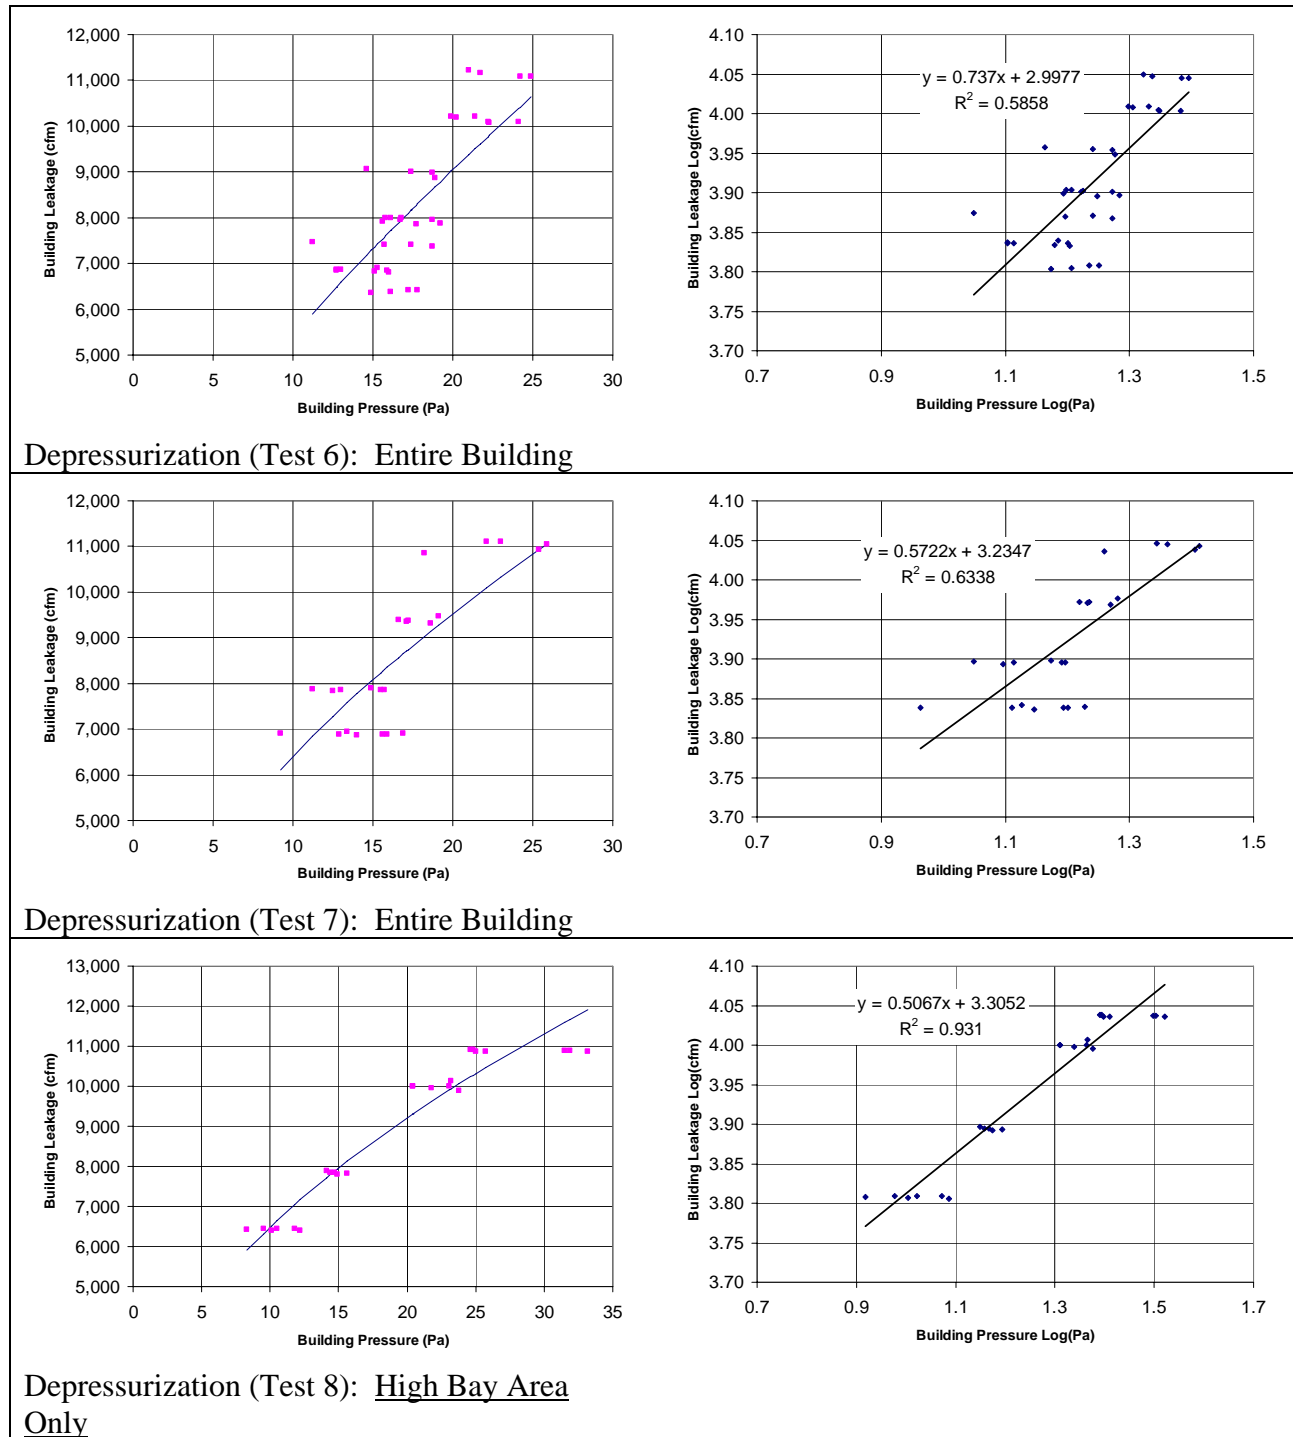 12,000
11,000
10,000
9,000
8,000
7,000
6,000
5,000
0 5 10 15 20 25 30
Building Leakage (cfm)
Building Pressure (Pa)
4.10
4.05
4.00
3.95
3.90
3.85
3.80
3.75
3.70
0.7 0.9 1.1 1.3 1.5
Building Leakage Log(cfm)
Building Pressure Log(Pa)
y = 0.737x + 2.9977
R² = 0.5858
Depressurization (Test 6): Entire Building
12,000
11,000
10,000
9,000
8,000
7,000
6,000
5,000
0 5 10 15 20 25 30
Building Leakage (cfm)
Building Pressure (Pa)
4.10
4.05
4.00
3.95
3.90
3.85
3.80
3.75
3.70
0.7 0.9 1.1 1.3 1.5
Building Leakage Log(cfm)
Building Pressure Log(Pa)
y = 0.5722x + 3.2347
R² = 0.6338
Depressurization (Test 7): Entire Building
13,000
12,000
11,000
10,000
9,000
8,000
7,000
6,000
5,000
0 5 10 15 20 25 30 35
Building Leakage (cfm)
Building Pressure (Pa)
4.10
4.05
4.00
3.95
3.90
3.85
3.80
3.75
3.70
0.7 0.9 1.1 1.3 1.5 1.7
Building Leakage Log(cfm)
Building Pressure Log(Pa)
y = 0.5067x + 3.3052
R² = 0.931
Depressurization (Test 8): High Bay Area
Only